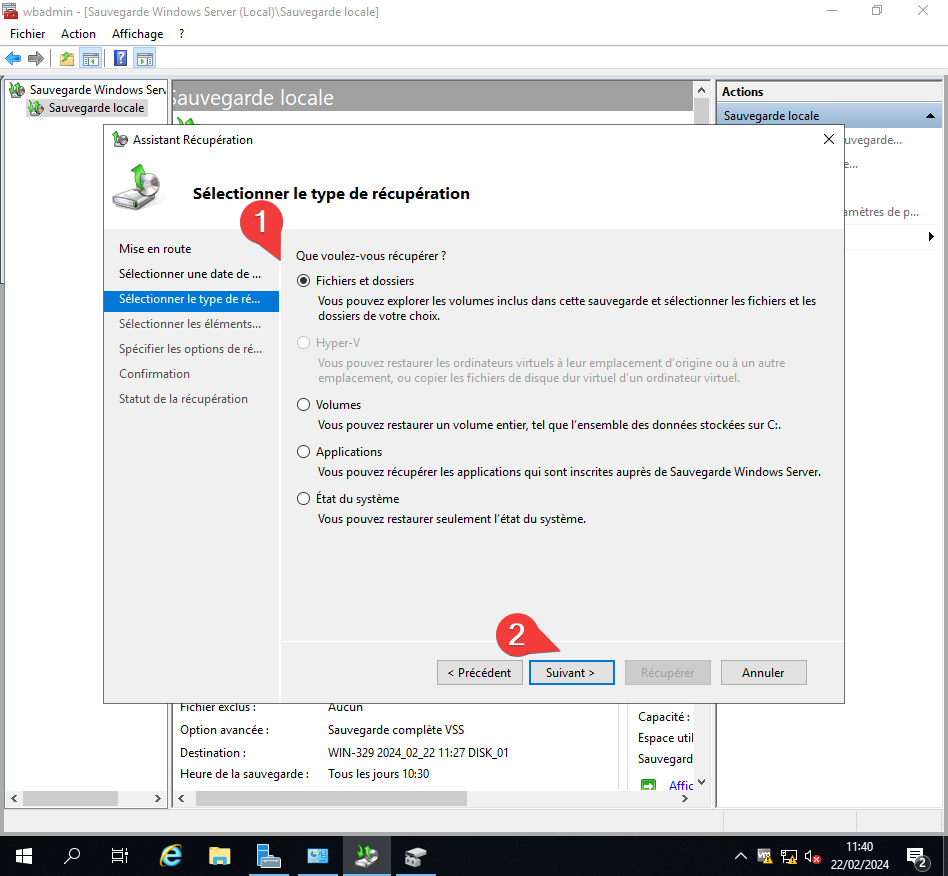 wbadmin - [Sauvegarde Windows Server (Local)\Sauvegarde locale]
Fichier Action Affichage ?
Sauvegarde Windows Serv
Sauvegarde locale
Sauvegarde locale
Actions
Sauvegarde locale
uvegarde...
e...
amètres de p...
Assistant Récupération
Sélectionner le type de récupération
1
Mise en route
Sélectionner une date de ...
Sélectionner le type de ré...
Sélectionner les éléments...
Spécifier les options de ré...
Confirmation
Statut de la récupération
Que voulez-vous récupérer ?
Fichiers et dossiers
Vous pouvez explorer les volumes inclus dans cette sauvegarde et sélectionner les fichiers et les
dossiers de votre choix.
Hyper-V
Vous pouvez restaurer les ordinateurs virtuels à leur emplacement d'origine ou à un autre
emplacement, ou copier les fichiers de disque dur virtuel d'un ordinateur virtuel.
Volumes
Vous pouvez restaurer un volume entier, tel que l'ensemble des données stockées sur C:.
Applications
Vous pouvez récupérer les applications qui sont inscrites auprès de Sauvegarde Windows Server.
État du système
Vous pouvez restaurer seulement l'état du système.
2
< Précédent Suivant > Récupérer Annuler
Fichier exclus : Aucun
Option avancée : Sauvegarde complète VSS
Destination : WIN-329 2024_02_22 11:27 DISK_01
Heure de la sauvegarde : Tous les jours 10:30
Capacité :
Espace util
Sauvegard
Affic
11:40
22/02/2024
2